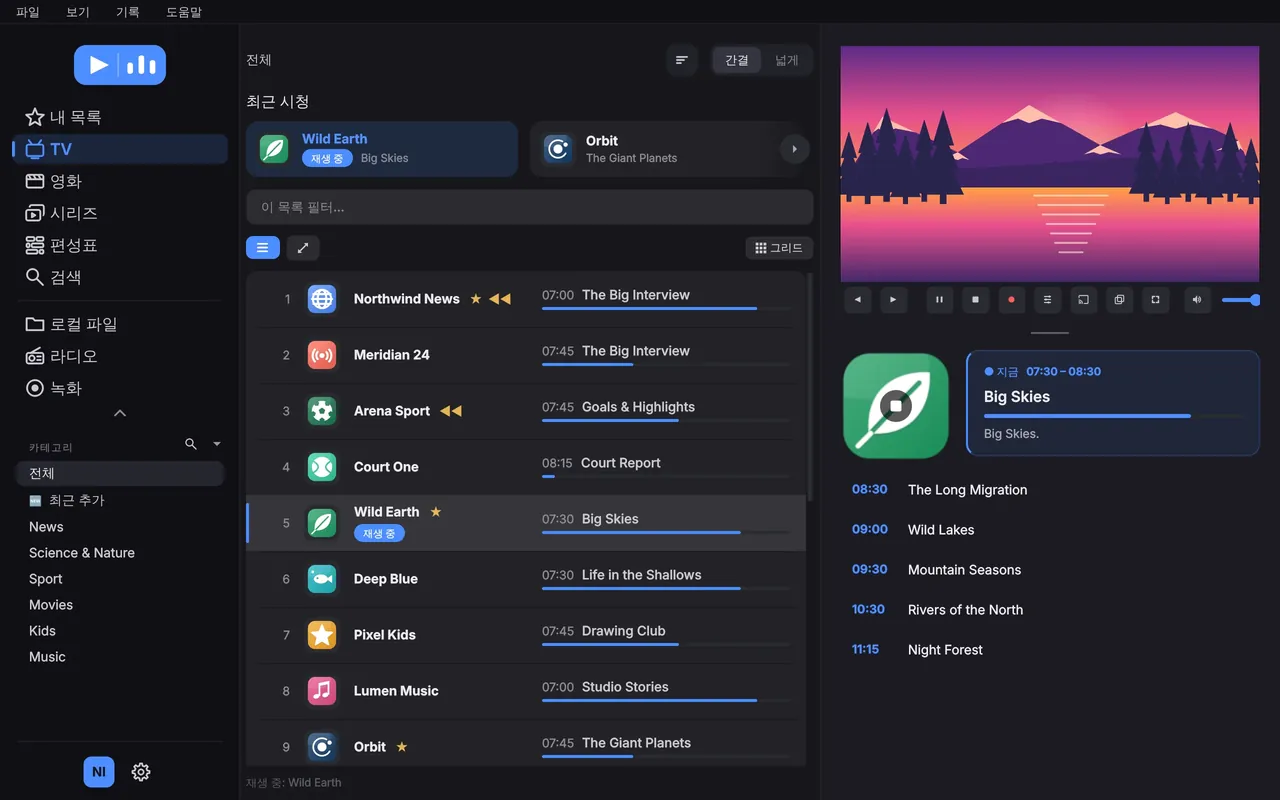 파일 보기 기록 도움말
내 목록
TV
영화
시리즈
편성표
검색
로컬 파일
라디오
녹화
카테고리
전체
🆕 최근 추가
News
Science & Nature
Sport
Movies
Kids
Music
NI
전체
간결 넓게
최근 시청
Wild Earth
재생 중 Big Skies
Orbit
The Giant Planets
이 목록 필터...
그리드
1 Northwind News 07:00 The Big Interview
2 Meridian 24 07:45 The Big Interview
3 Arena Sport 07:45 Goals & Highlights
4 Court One 08:15 Court Report
5 Wild Earth 07:30 Big Skies
재생 중
6 Deep Blue 07:30 Life in the Shallows
7 Pixel Kids 07:45 Drawing Club
8 Lumen Music 07:00 Studio Stories
9 Orbit 07:45 The Giant Planets
재생 중: Wild Earth
지금 07:30 – 08:30
Big Skies
Big Skies.
08:30 The Long Migration
09:00 Wild Lakes
09:30 Mountain Seasons
10:30 Rivers of the North
11:15 Night Forest